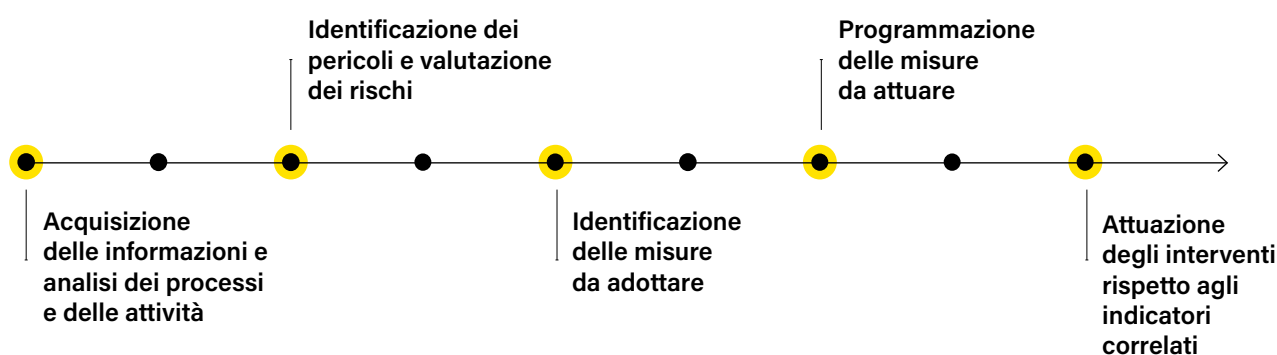 Acquisizione
delle informazioni e
analisi dei processi
e delle attività
Identificazione dei
pericoli e valutazione
dei rischi
Identificazione
delle misure
da adottare
Programmazione
delle misure
da attuare
Attuazione
degli interventi
rispetto agli
indicatori
correlati